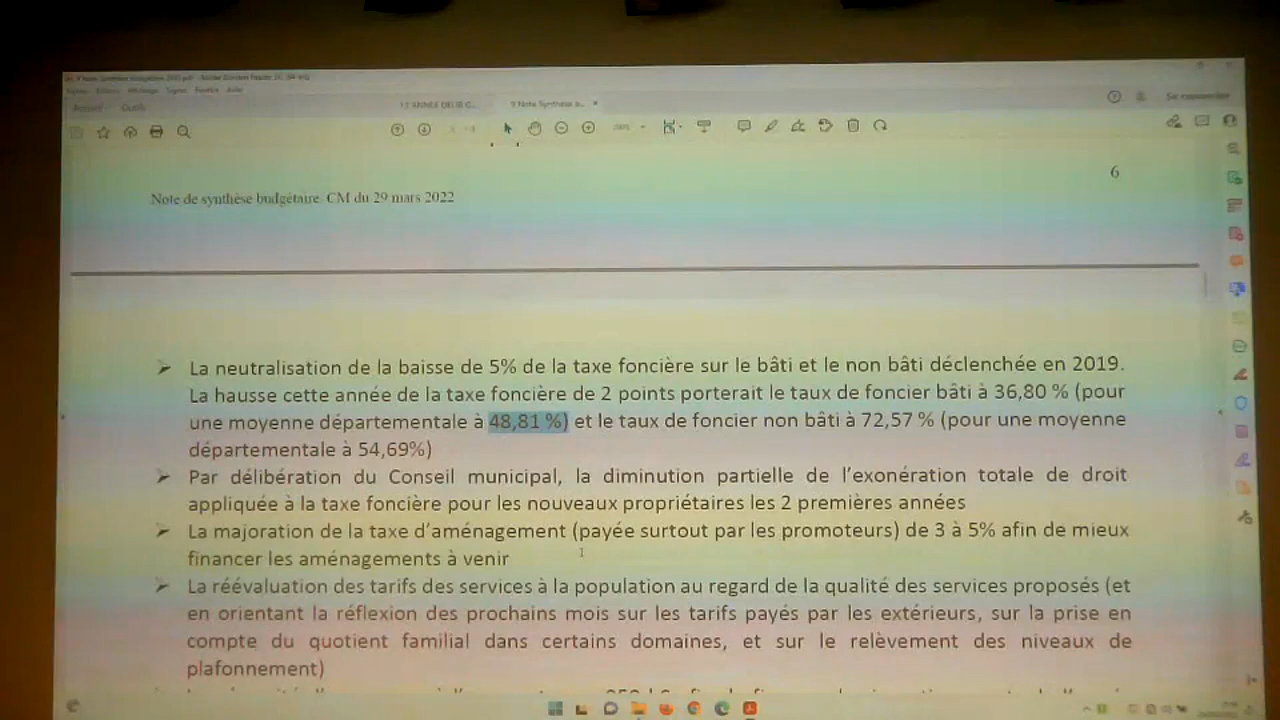 Accueil Outils
9 Note Synthèse b...
Se connecter
6
Note de synthèse budgétaire CM du 29 mars 2022
➢ La neutralisation de la baisse de 5% de la taxe foncière sur le bâti et le non bâti déclenchée en 2019.
La hausse cette année de la taxe foncière de 2 points porterait le taux de foncier bâti à 36,80 % (pour
une moyenne départementale à 48,81 %) et le taux de foncier non bâti à 72,57 % (pour une moyenne
départementale à 54,69%)
➢ Par délibération du Conseil municipal, la diminution partielle de l'exonération totale de droit
appliquée à la taxe foncière pour les nouveaux propriétaires les 2 premières années
➢ La majoration de la taxe d'aménagement (payée surtout par les promoteurs) de 3 à 5% afin de mieux
financer les aménagements à venir
➢ La réévaluation des tarifs des services à la population au regard de la qualité des services proposés (et
en orientant la réflexion des prochains mois sur les tarifs payés par les extérieurs, sur la prise en
compte du quotient familial dans certains domaines, et sur le relèvement des niveaux de
plafonnement)